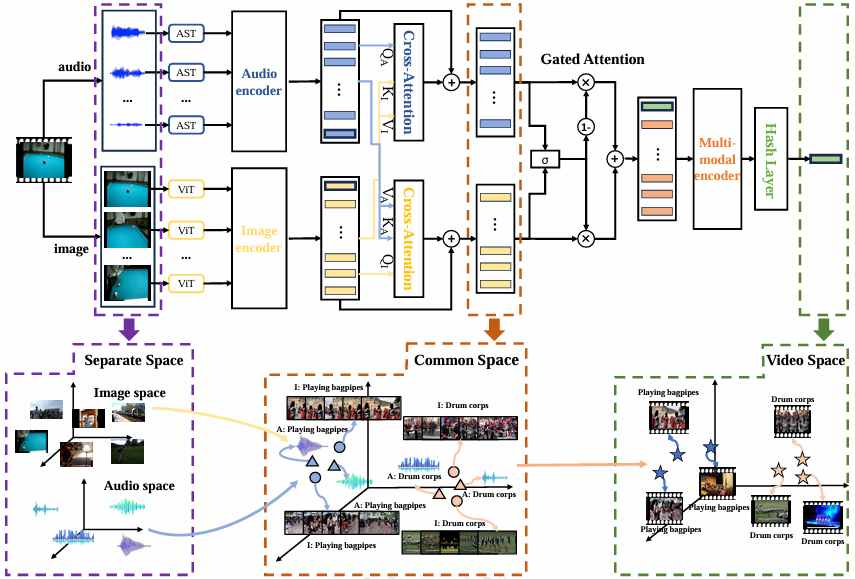 audio
image
AST
AST
...
...
AST
ViT
ViT
...
...
ViT
Audio
encoder
Image
encoder
...
...
Cross-Attention
Q_A
K_I
V_I
Cross-Attention
V_A
K_A
Q_I
+
+
...
...
Gated Attention
σ
×
1-
×
+
...
Multi-
modal
encoder
Hash Layer
Separate Space
Image space
Audio space
Common Space
I: Playing bagpipes
I: Drum corps
A: Playing bagpipes
A: Drum corps
A: Drum corps
A: Playing bagpipes
I: Drum corps
I: Playing bagpipes
Video Space
Playing bagpipes
Drum corps
Playing bagpipes
Playing bagpipes
Drum corps
Drum corps